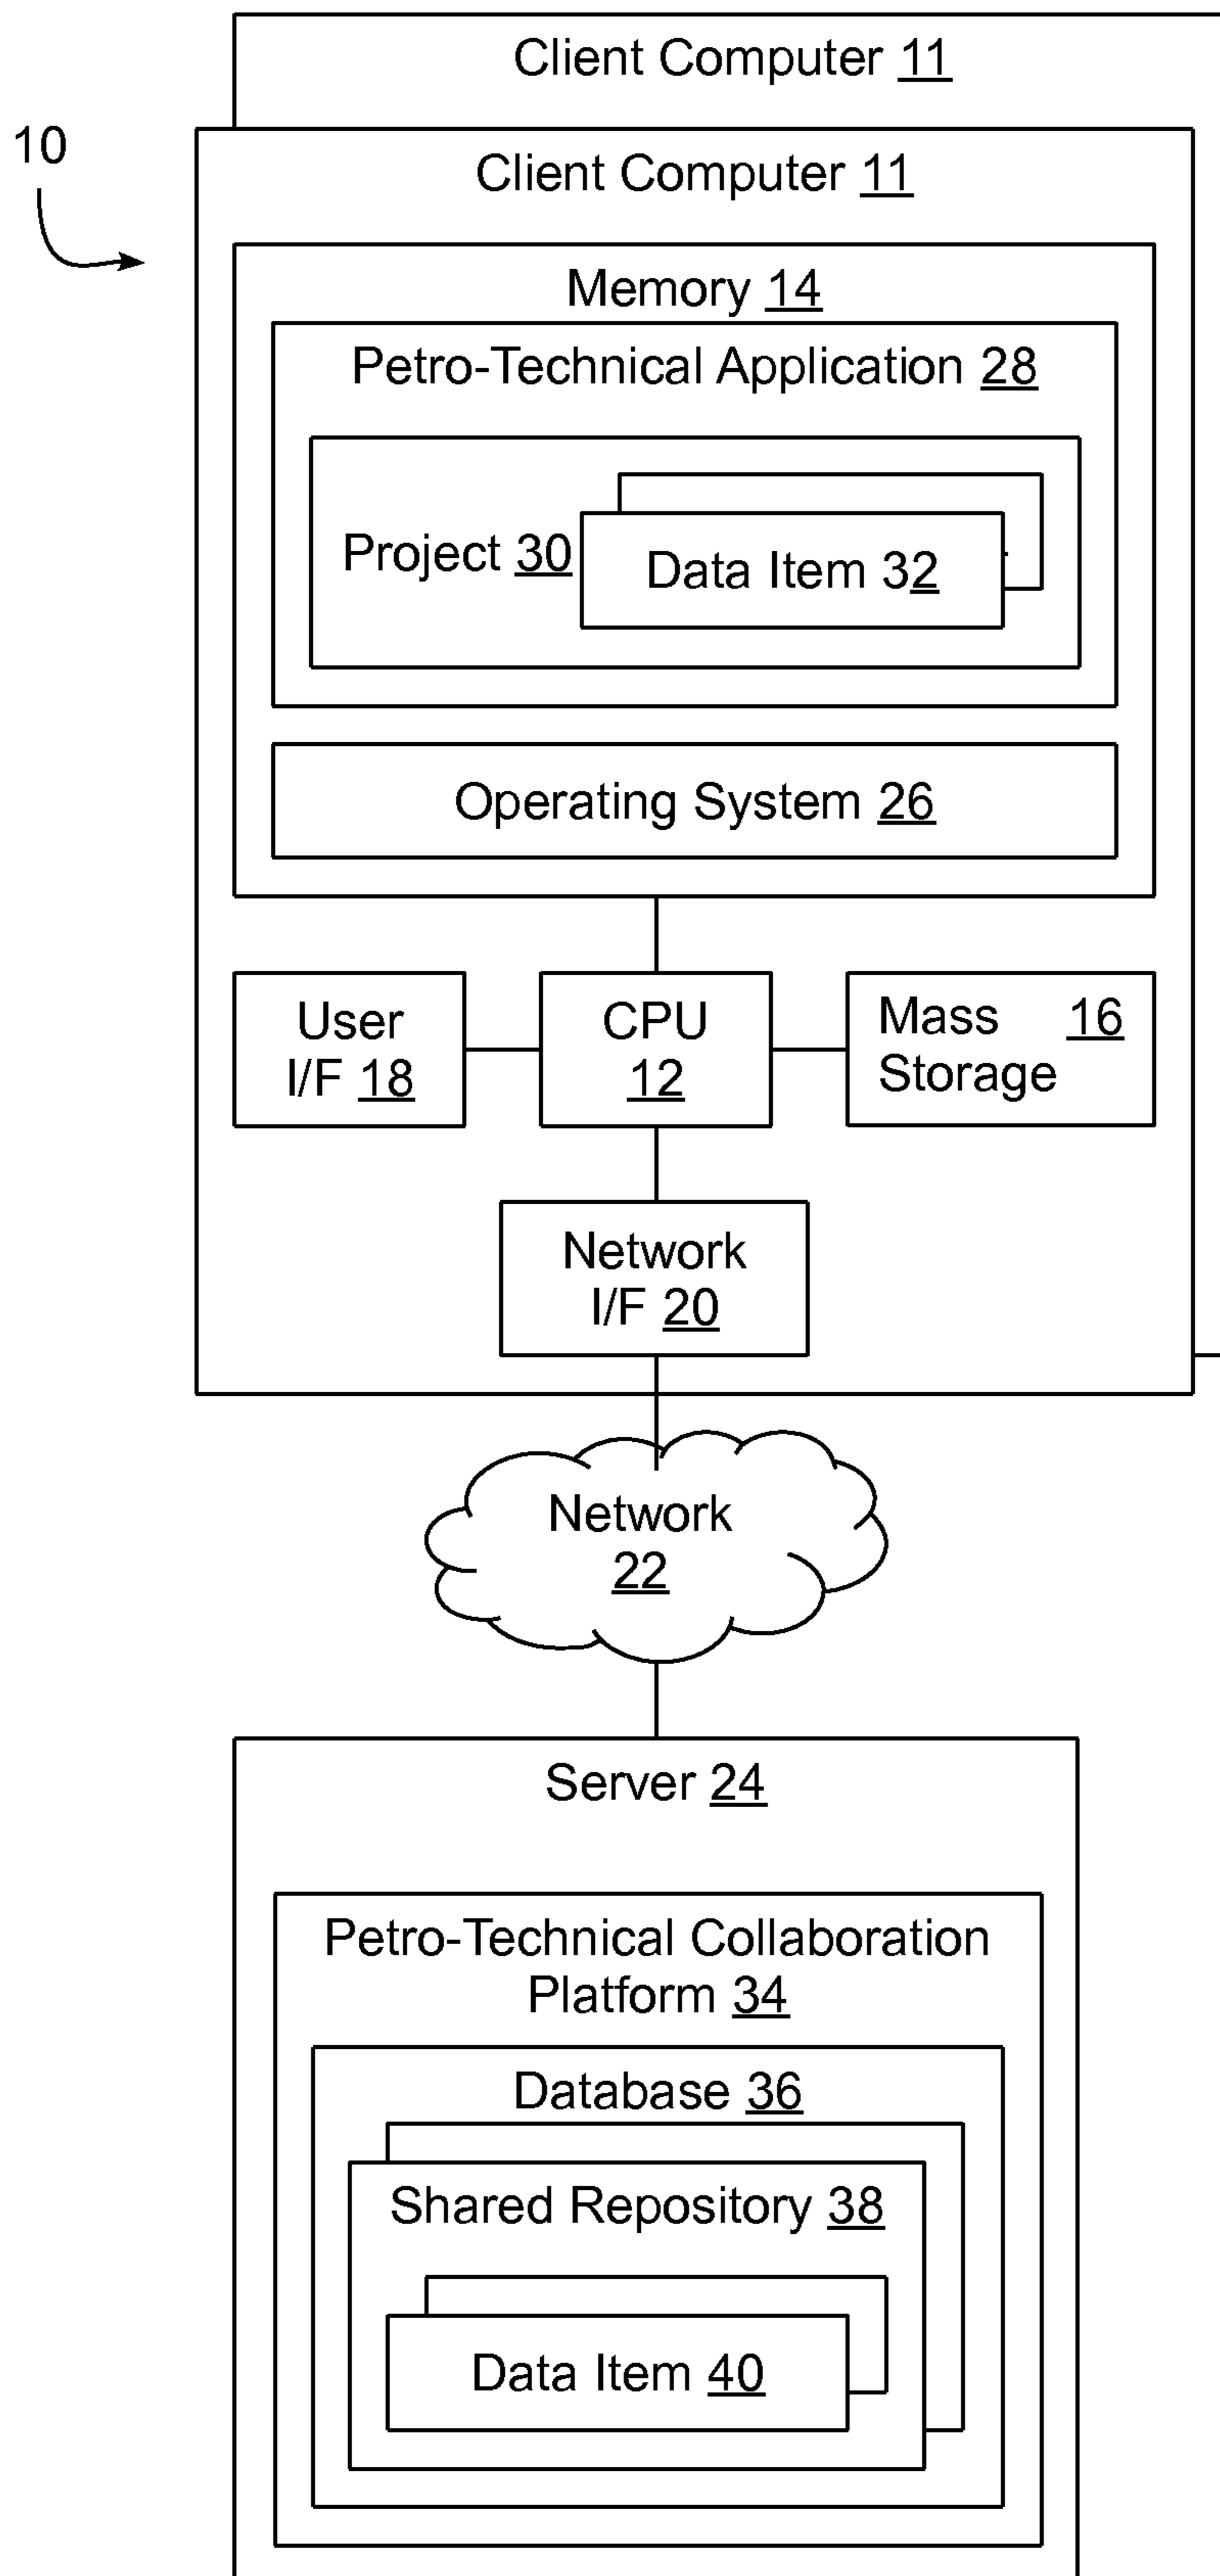 Client Computer 11
10
Client Computer 11
Memory 14
Petro-Technical Application 28
Project 30
Data Item 32
Operating System 26
User
I/F 18
CPU
12
Mass 16
Storage
Network
I/F 20
Network
22
Server 24
Petro-Technical Collaboration
Platform 34
Database 36
Shared Repository 38
Data Item 40